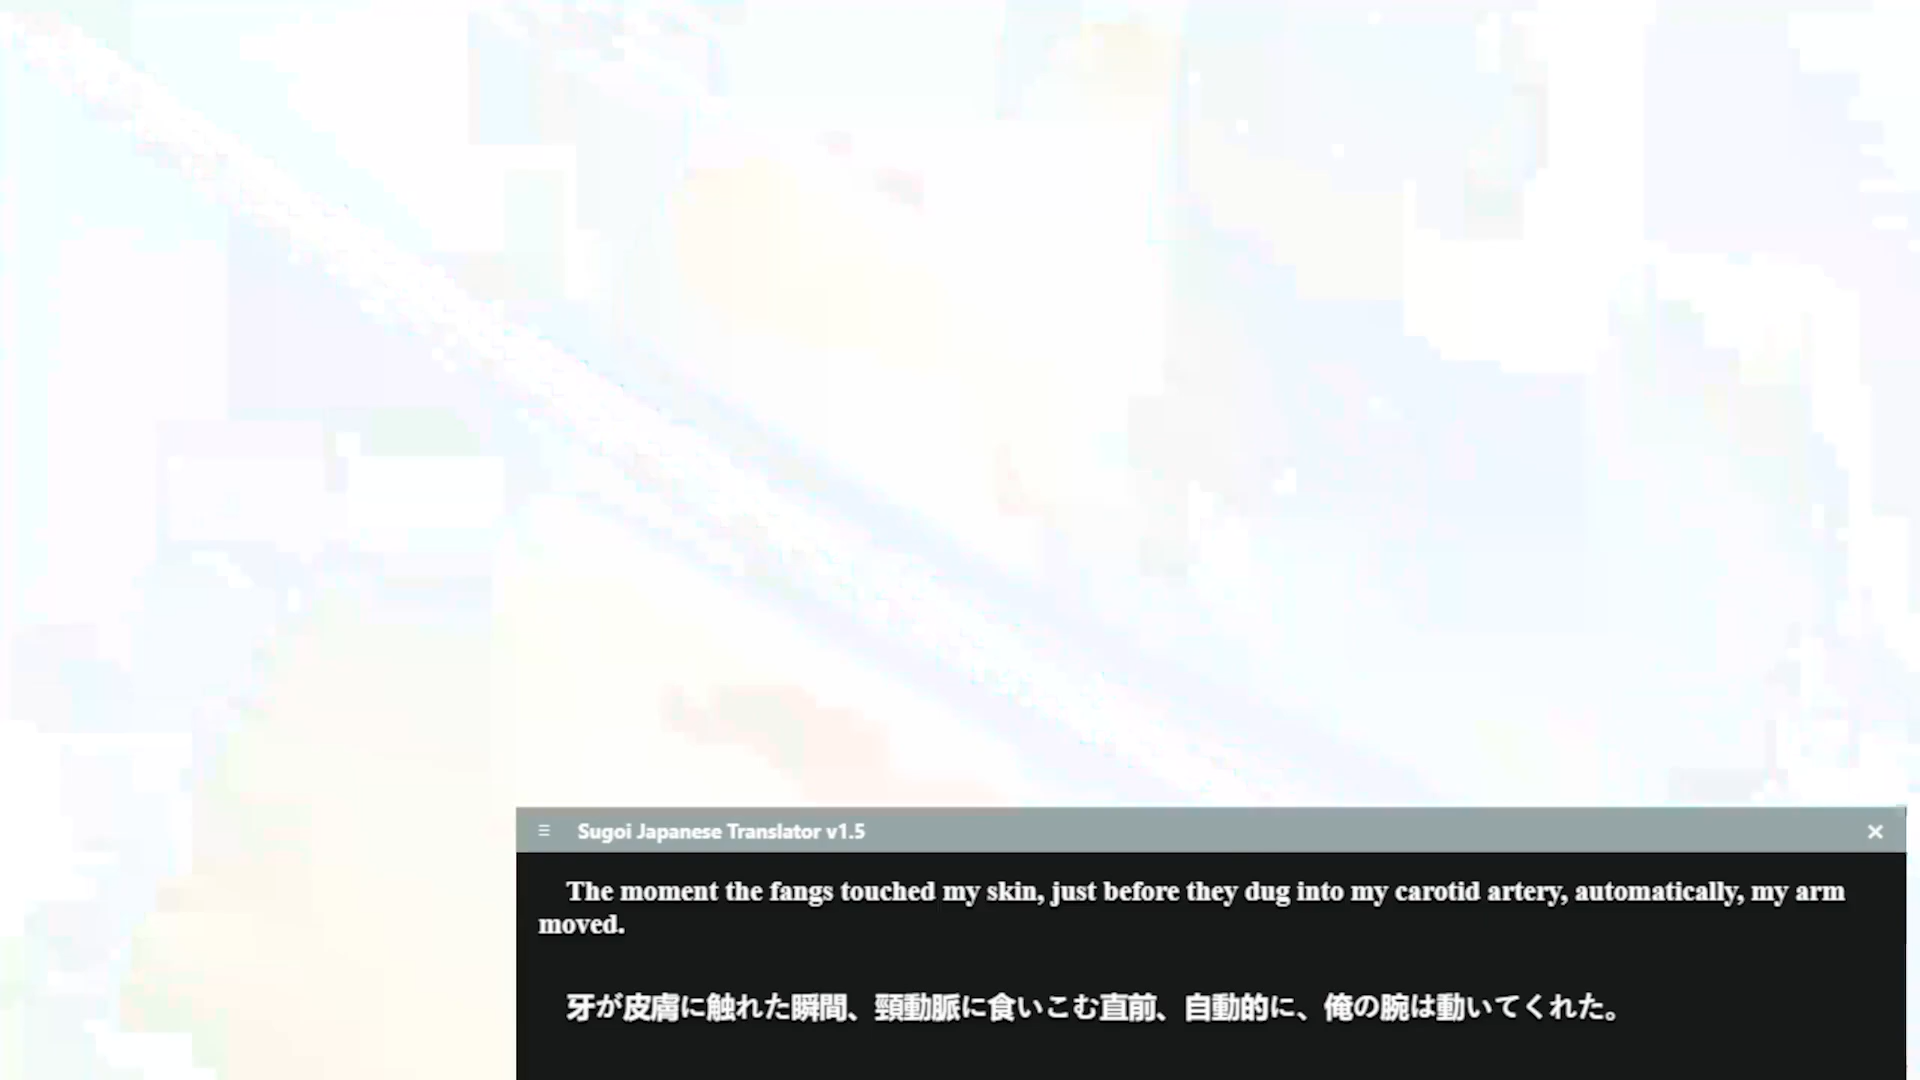 Sugoi Japanese Translator v1.5
The moment the fangs touched my skin, just before they dug into my carotid artery, automatically, my arm
moved.
牙が皮膚に触れた瞬間、頸動脈に食いこむ直前、自動的に、俺の腕は動いてくれた。